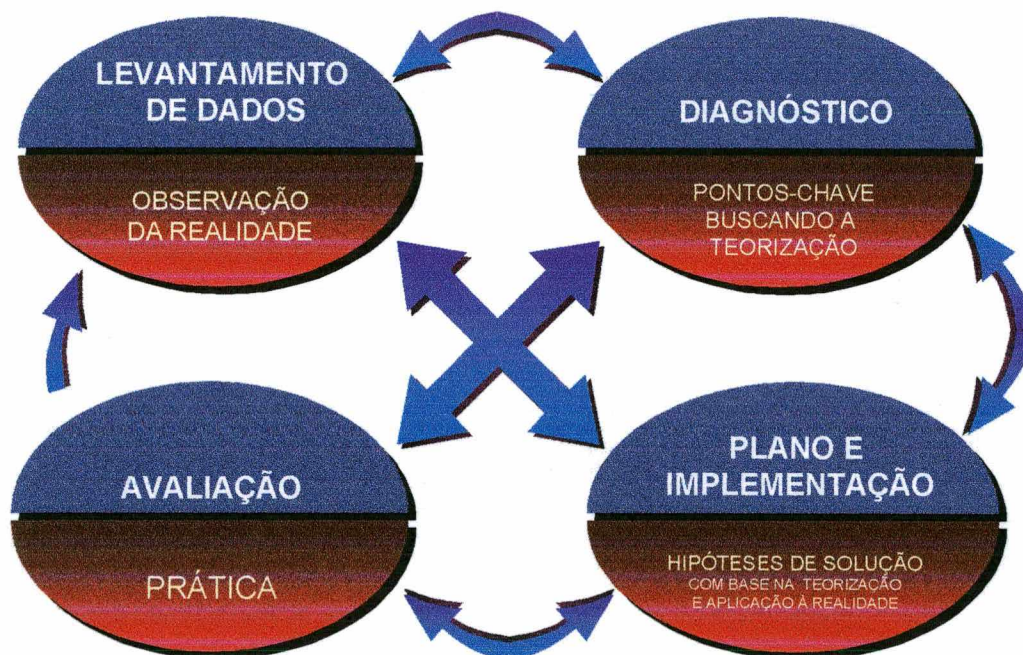 LEVANTAMENTO
DE DADOS
OBSERVAÇÃO
DA REALIDADE
DIAGNÓSTICO
PONTOS-CHAVE
BUSCANDO A
TEORIZAÇÃO
AVALIAÇÃO
PRÁTICA
PLANO E
IMPLEMENTAÇÃO
HIPÓTESES DE SOLUÇÃO
COM BASE NA TEORIZAÇÃO
E APLICAÇÃO À REALIDADE